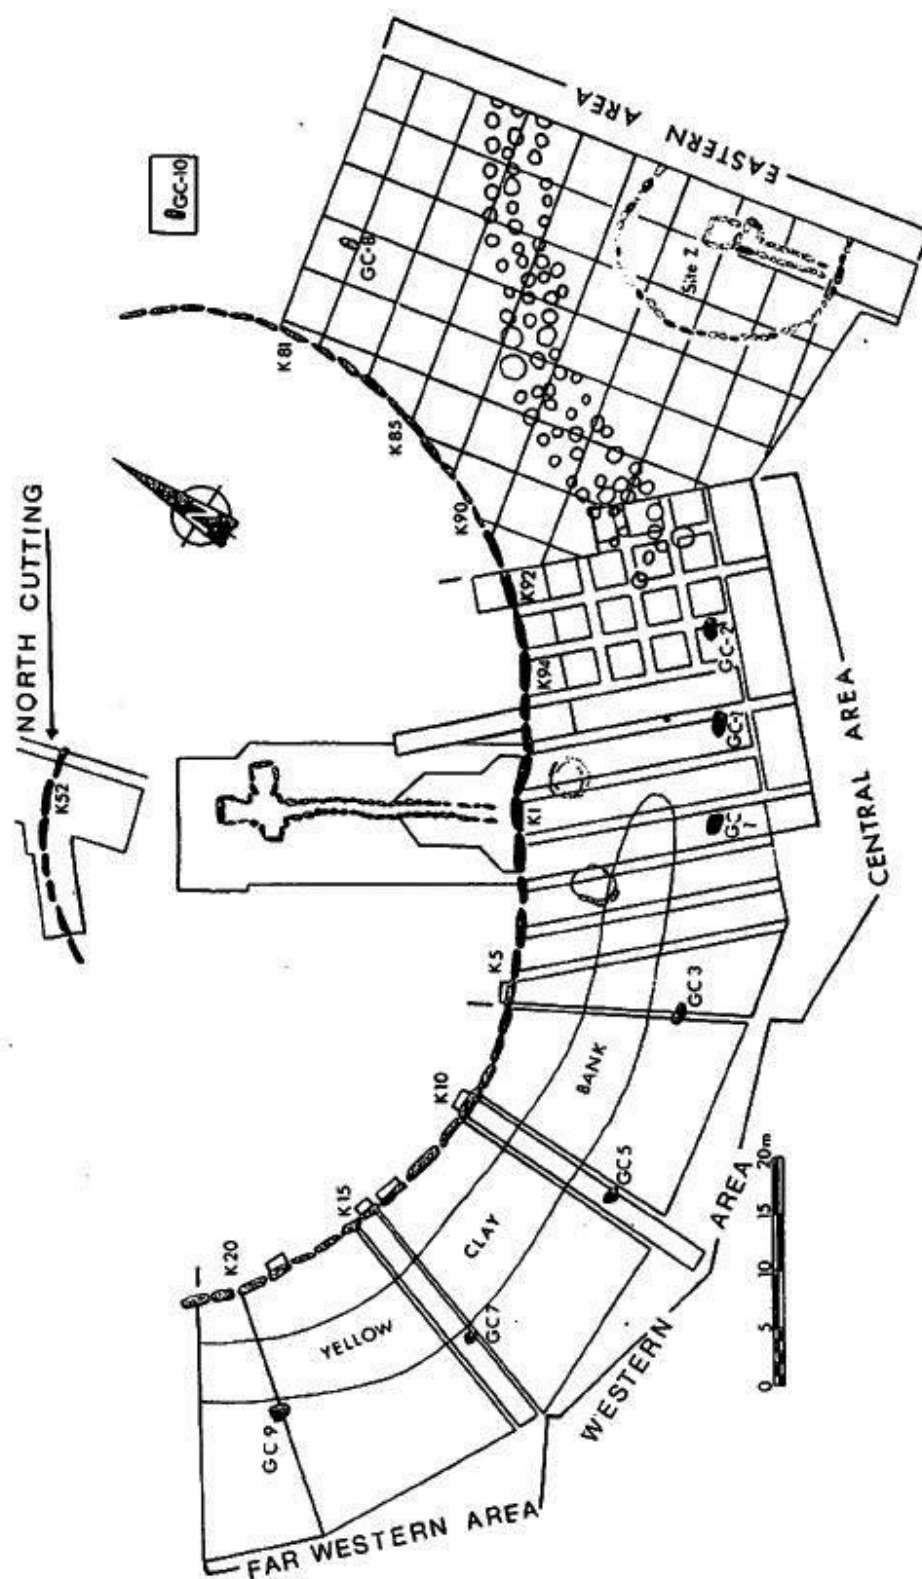 NORTH CUTTING
K52
GC-10
EASTERN AREA
GC-8
K81
K85
K90
K92
K94
K1
K5
K10
K15
K20
Site Z
GC-2
GC-1
GC3
GC5
GC7
GC9
YELLOW
CLAY
BANK
CENTRAL AREA
WESTERN AREA
FAR WESTERN AREA
0 5 10 15 20m